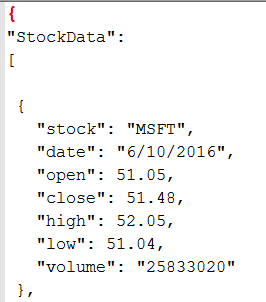 {
"StockData":
[
{
"stock": "MSFT",
"date": "6/10/2016",
"open": 51.05,
"close": 51.48,
"high": 52.05,
"low": 51.04,
"volume": "25833020"
},